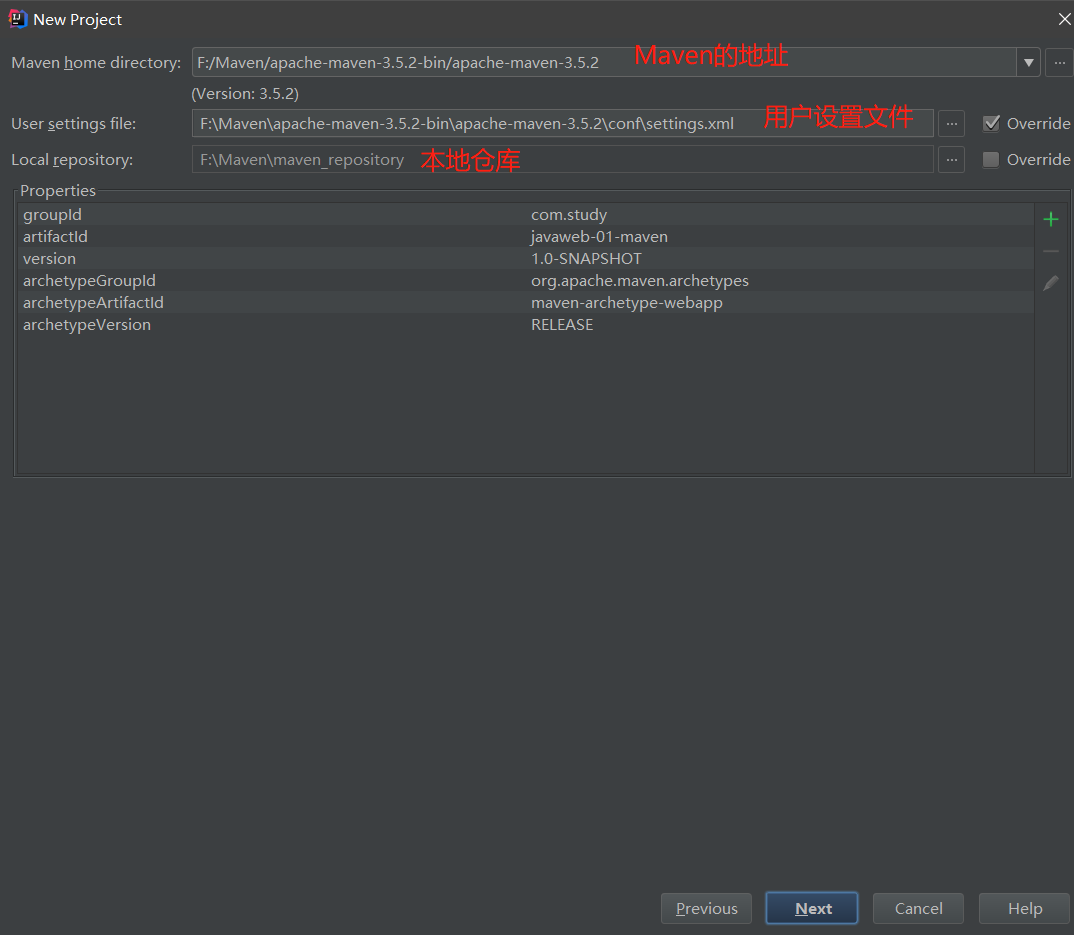 New Project
Maven home directory: F:/Maven/apache-maven-3.5.2-bin/apache-maven-3.5.2 Maven的地址
(Version: 3.5.2)
User settings file: F:\Maven\apache-maven-3.5.2-bin\apache-maven-3.5.2\conf\settings.xml 用户设置文件 Override
Local repository: F:\Maven\maven_repository 本地仓库 Override
Properties
groupId com.study
artifactId javaweb-01-maven
version 1.0-SNAPSHOT
archetypeGroupId org.apache.maven.archetypes
archetypeArtifactId maven-archetype-webapp
archetypeVersion RELEASE
Previous Next Cancel Help